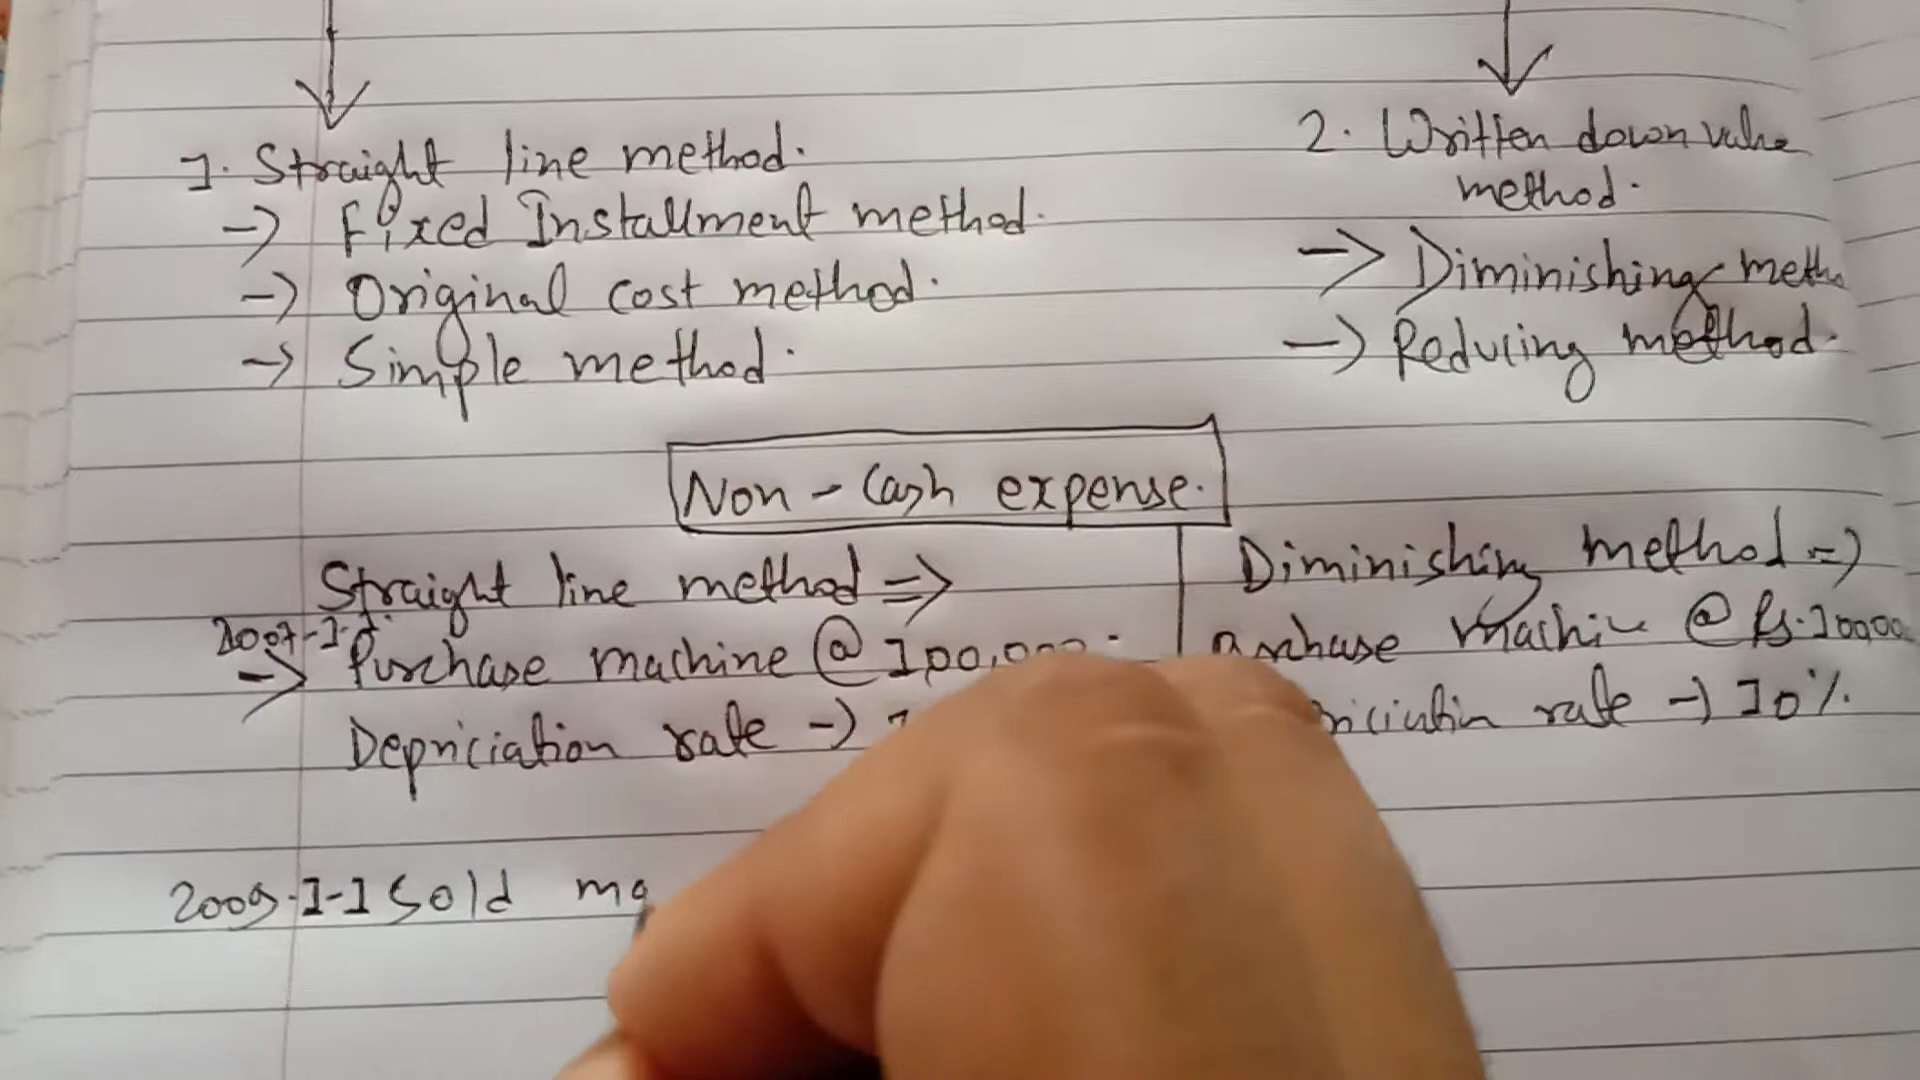 1. Straight line method.
-> Fixed Installment method.
-> Original cost method.
-> Simple method.
2. Written down value
method.
-> Diminishing metho
-> Reducing method.
Non-Cash expense.
Straight line method =>
2007-1-1.
-> Purchase machine @ 100,000.
Depriciation rate ->
2009-1-1 Sold ma
Diminishing method =>
machine @ Rs.
rate -> 10%.